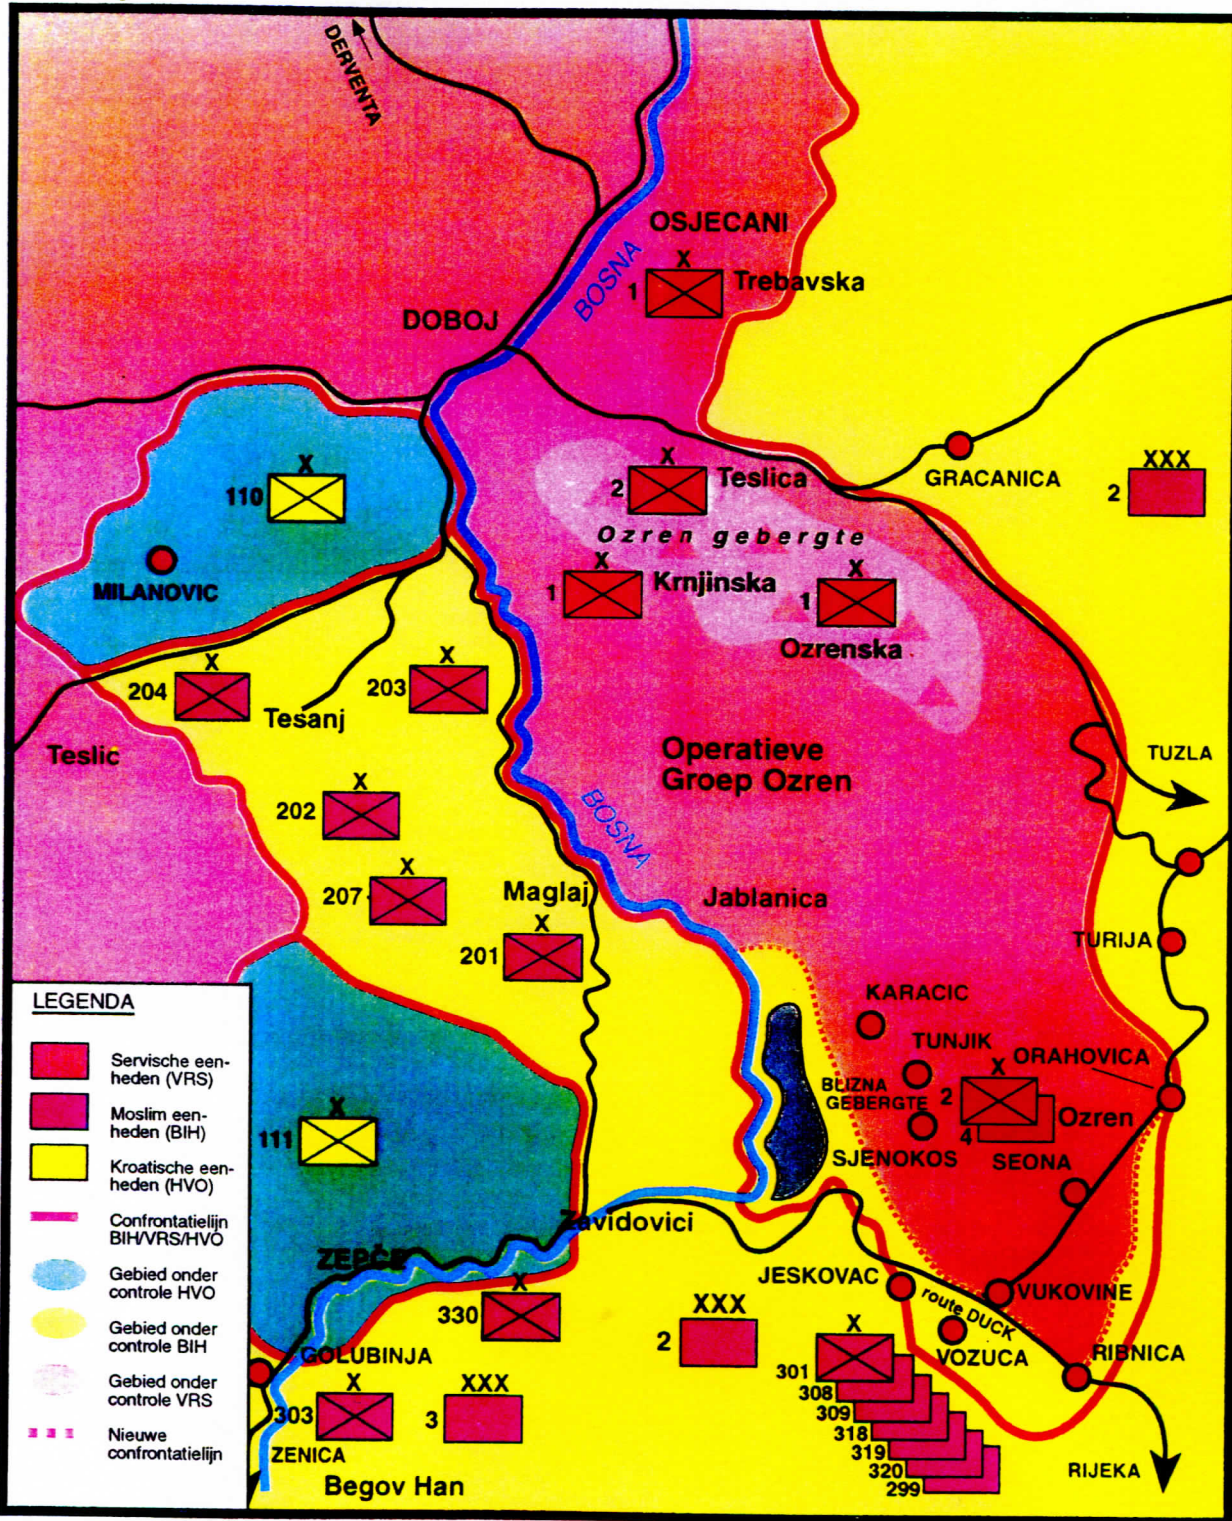 DERVENTA
OSJECANI
X
1
Trebavska
BOSNA
DOBOJ
GRACANICA
XXX
2
X
110
MILANOVIC
X
2
Teslica
Ozren gebergte
X
1
Krnjinska
X
1
Ozrenska
X
204
X
203
Tesanj
Teslic
Operatieve
Groep Ozren
TUZLA
X
202
BOSNA
X
207
Maglaj
X
201
Jablanica
TURIJA
KARACIC
TUNJIK
ORAHOVICA
BLIZNA
GEBERGTE
X
2
4
Ozren
SJENOKOS
SEONA
LEGENDA
Servische een-
heden (VRS)
Moslim een-
heden (BIH)
Kroatische een-
heden (HVO)
Confrontatielijn
BIH/VRS/HVO
Gebied onder
controle HVO
Gebied onder
controle BIH
Gebied onder
controle VRS
Nieuwe
confrontatielijn
X
111
Zavidovici
ZEPČE
JESKOVAC
route DUCK
VUKOVINE
VOZUCA
RIBNICA
X
330
XXX
2
X
301
308
309
318
319
320
299
GOLUBINJA
X
303
XXX
3
ZENICA
Begov Han
RIJEKA